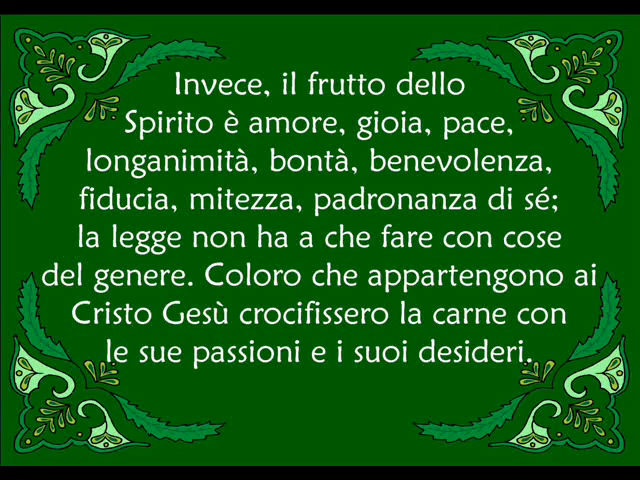 Invece, il frutto dello
Spirito è amore, gioia, pace,
longanimità, bontà, benevolenza,
fiducia, mitezza, padronanza di sé;
la legge non ha a che fare con cose
del genere. Coloro che appartengono ai
Cristo Gesù crocifissero la carne con
le sue passioni e i suoi desideri.